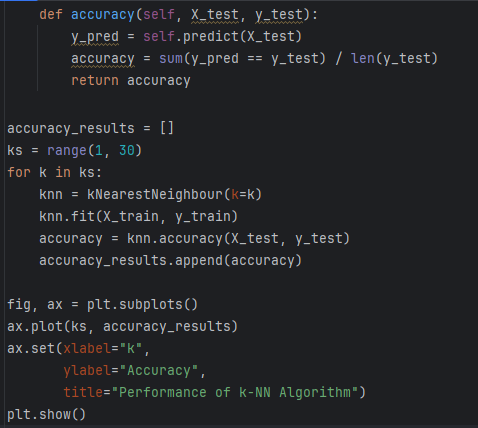 def accuracy(self, X_test, y_test):
y_pred = self.predict(X_test)
accuracy = sum(y_pred == y_test) / len(y_test)
return accuracy
accuracy_results = []
ks = range(1, 30)
for k in ks:
knn = kNearestNeighbour(k=k)
knn.fit(X_train, y_train)
accuracy = knn.accuracy(X_test, y_test)
accuracy_results.append(accuracy)
fig, ax = plt.subplots()
ax.plot(ks, accuracy_results)
ax.set(xlabel="k",
ylabel="Accuracy",
title="Performance of k-NN Algorithm")
plt.show()